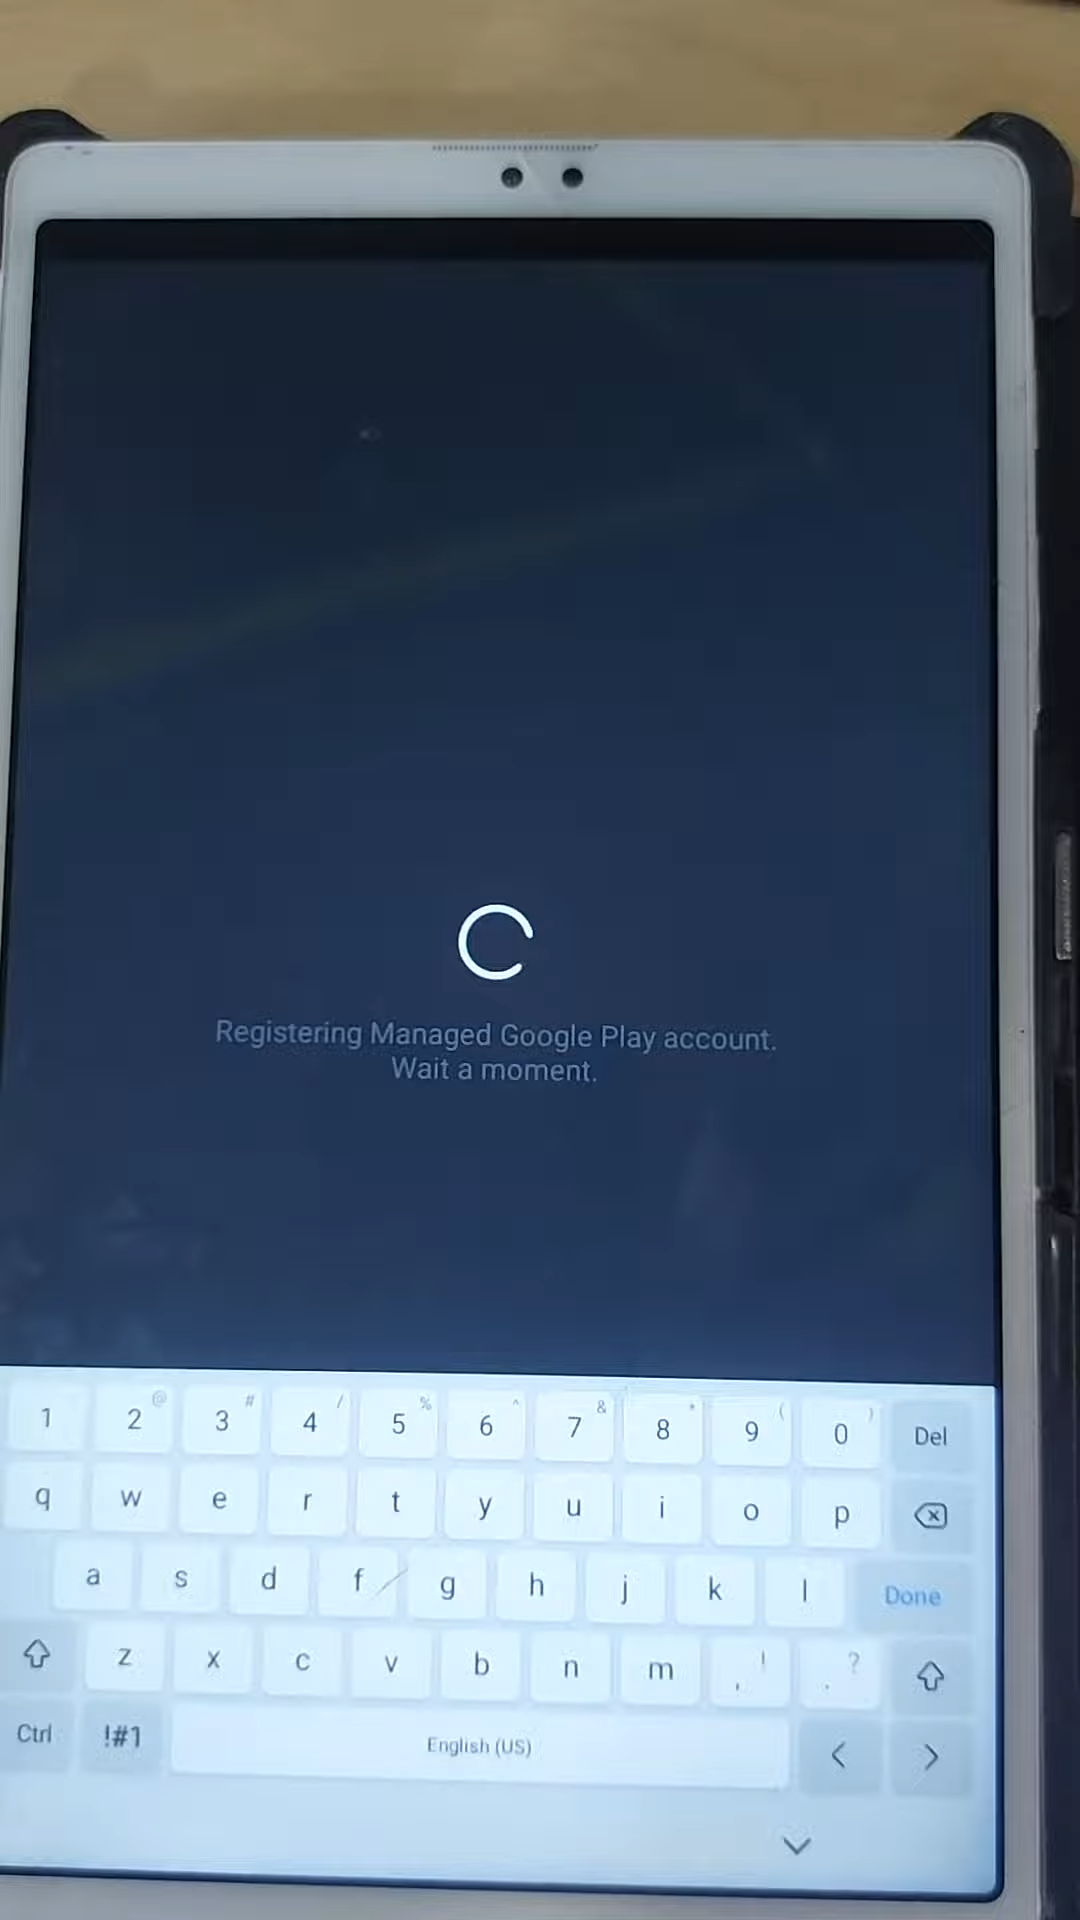 Registering Managed Google Play account.
Wait a moment.
1 2 @ 3 # 4 / 5 % 6 ^ 7 & 8 * 9 ( 0 ) Del
q w e r t y u i o p
a s d f g h j k l Done
z x c v b n m , ! . ?
Ctrl !#1 English (US) < >